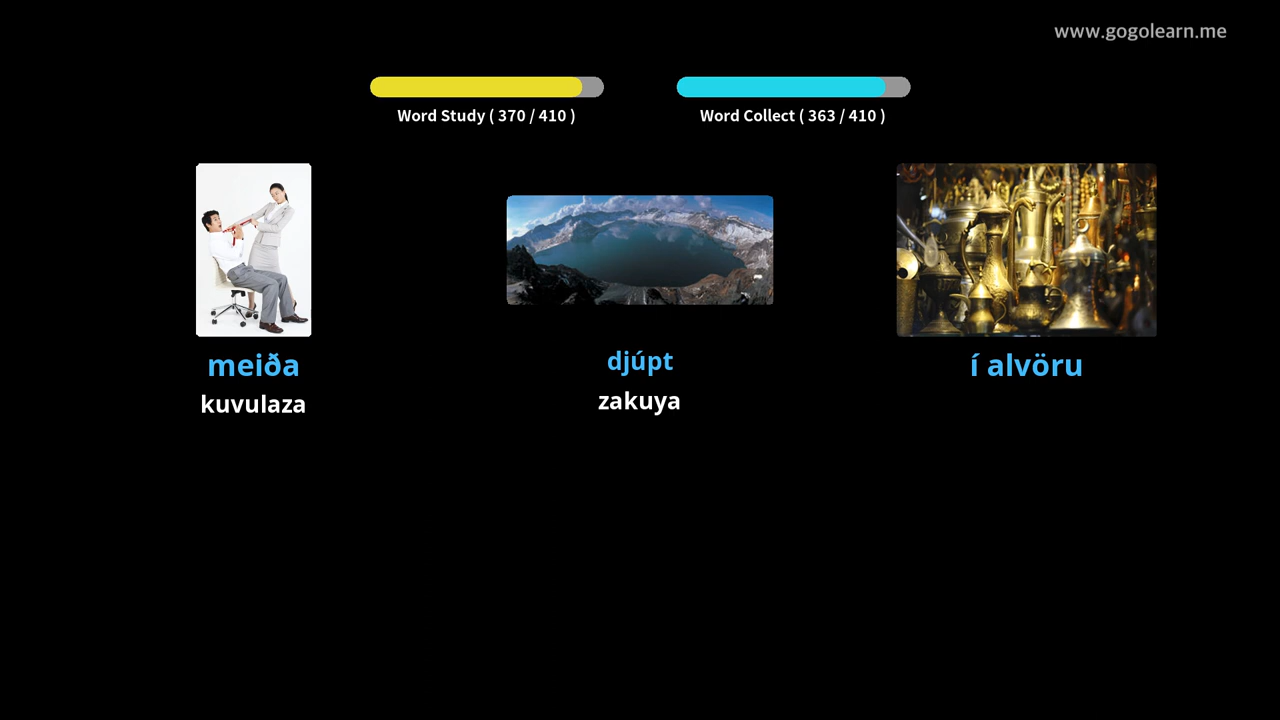 www.gogolearn.me
Word Study ( 370 / 410 )
Word Collect ( 363 / 410 )
meiða
kuvulaza
djúpt
zakuya
í alvöru